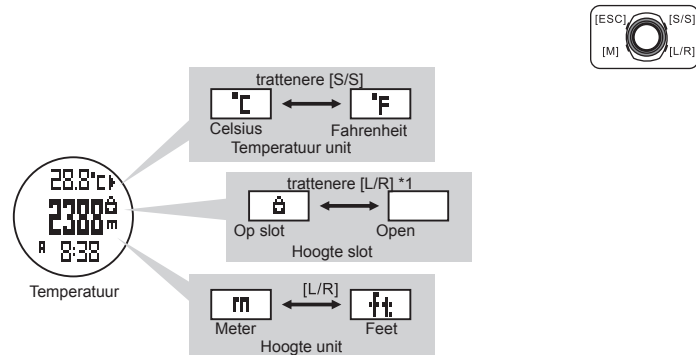 [ESC] [S/S]
[M] [L/R]
trattenere [S/S]
°C °F
Celsius Fahrenheit
Temperatuur unit
28.8°C
2388 m
A 8:38
Temperatuur
trattenere [L/R] *1
Op slot Open
Hoogte slot
[L/R]
m ft
Meter Feet
Hoogte unit